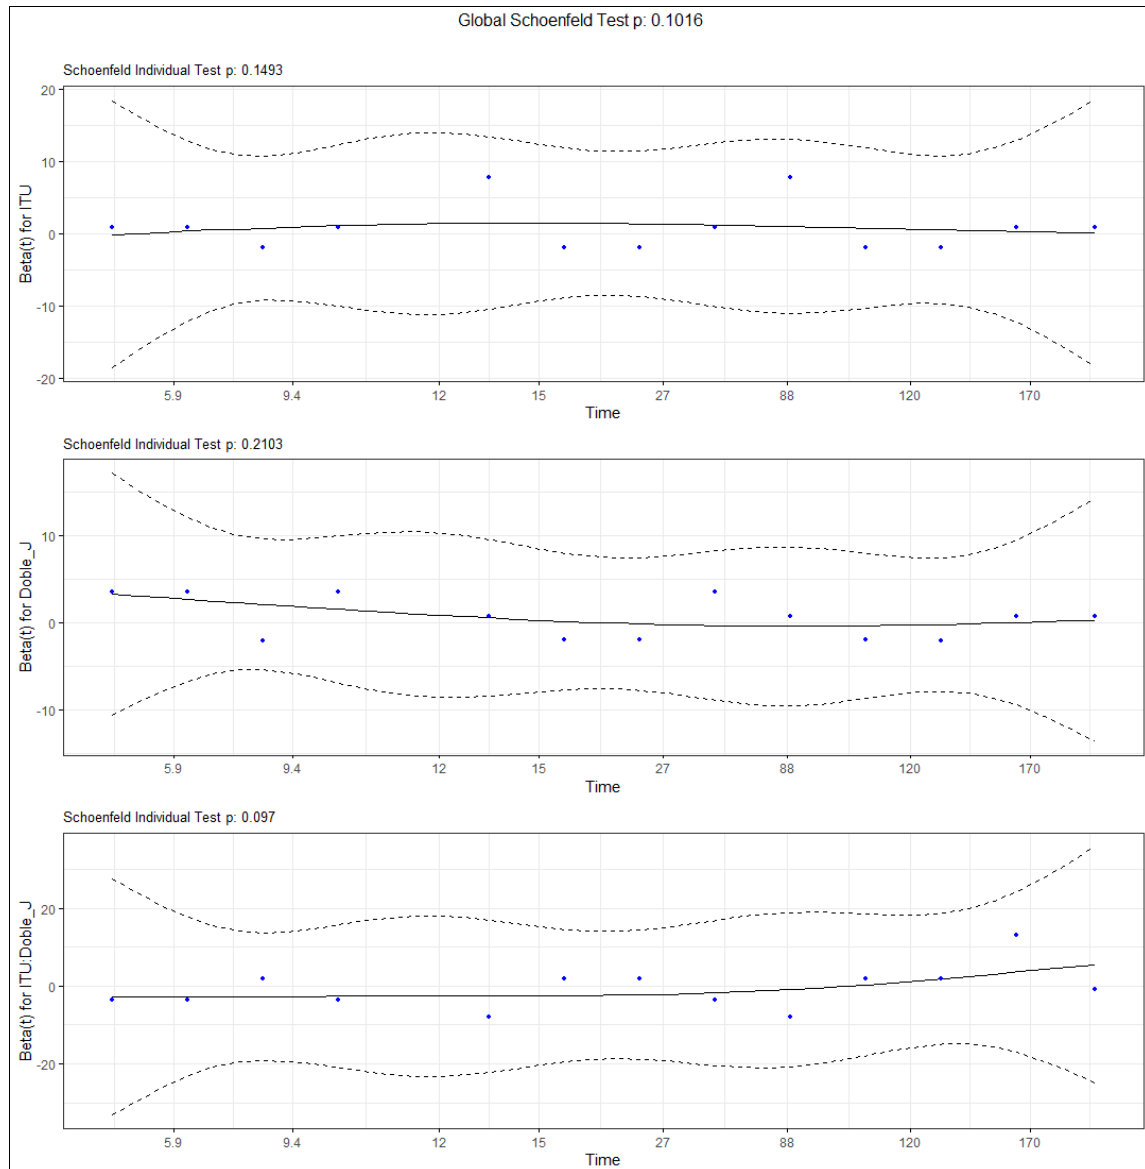 Global Schoenfeld Test p: 0.1016
Schoenfeld Individual Test p: 0.1493
Beta(t) for ITU
20
10
0
-10
-20
5.9 9.4 12 15 27 88 120 170
Time
Schoenfeld Individual Test p: 0.2103
Beta(t) for Doble_J
10
0
-10
5.9 9.4 12 15 27 88 120 170
Time
Schoenfeld Individual Test p: 0.097
Beta(t) for ITU:Doble_J
20
0
-20
5.9 9.4 12 15 27 88 120 170
Time